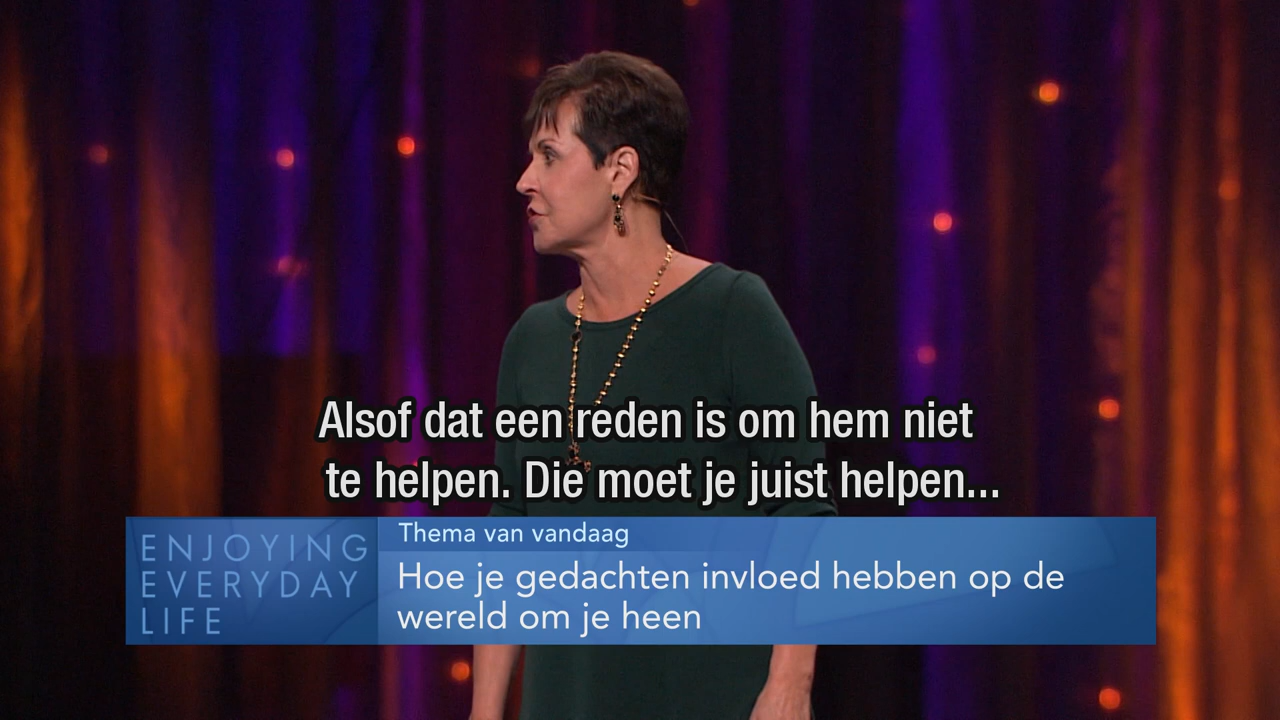 Alsof dat een reden is om hem niet
te helpen. Die moet je juist helpen...
ENJOYING
EVERYDAY
LIFE
Thema van vandaag
Hoe je gedachten invloed hebben op de
wereld om je heen